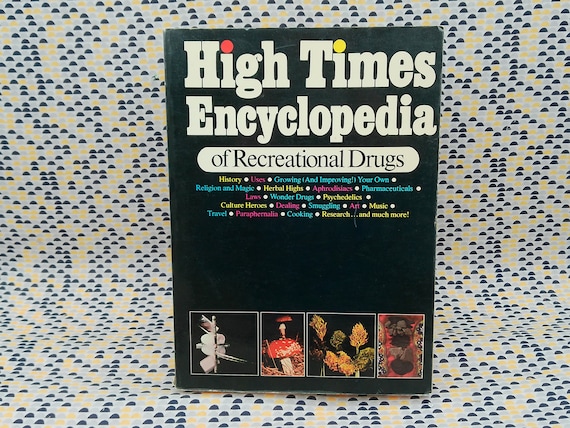 High Times
Encyclopedia
of Recreational Drugs
History • Uses • Growing (And Improving!) Your Own •
Religion and Magic • Herbal Highs • Aphrodisiacs • Pharmaceuticals •
Laws • Wonder Drugs • Psychedelics •
Culture Heroes • Dealing • Smuggling • Art • Music •
Travel • Paraphernalia • Cooking • Research...and much more!